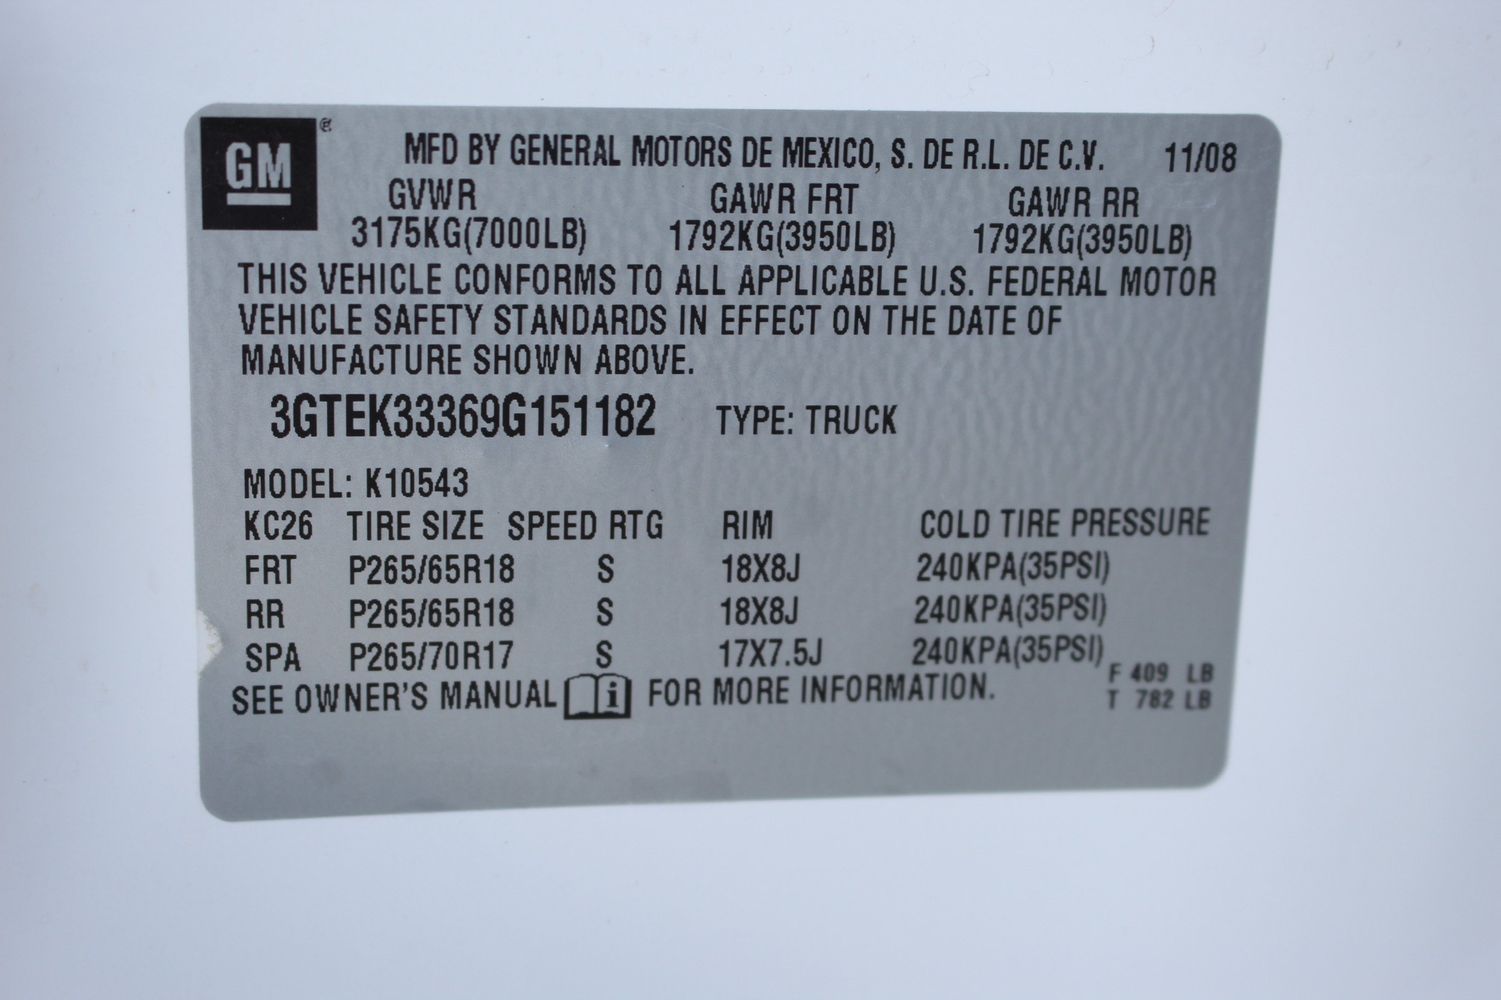 GM®
MFD BY GENERAL MOTORS DE MEXICO, S. DE R.L. DE C.V. 11/08
GVWR GAWR FRT GAWR RR
3175KG(7000LB) 1792KG(3950LB) 1792KG(3950LB)
THIS VEHICLE CONFORMS TO ALL APPLICABLE U.S. FEDERAL MOTOR
VEHICLE SAFETY STANDARDS IN EFFECT ON THE DATE OF
MANUFACTURE SHOWN ABOVE.
3GTEK33369G151182 TYPE: TRUCK
MODEL: K10543
KC26 TIRE SIZE SPEED RTG RIM COLD TIRE PRESSURE
FRT P265/65R18 S 18X8J 240KPA(35PSI)
RR P265/65R18 S 18X8J 240KPA(35PSI)
SPA P265/70R17 S 17X7.5J 240KPA(35PSI)
F 409 LB
SEE OWNER'S MANUAL i FOR MORE INFORMATION. T 782 LB